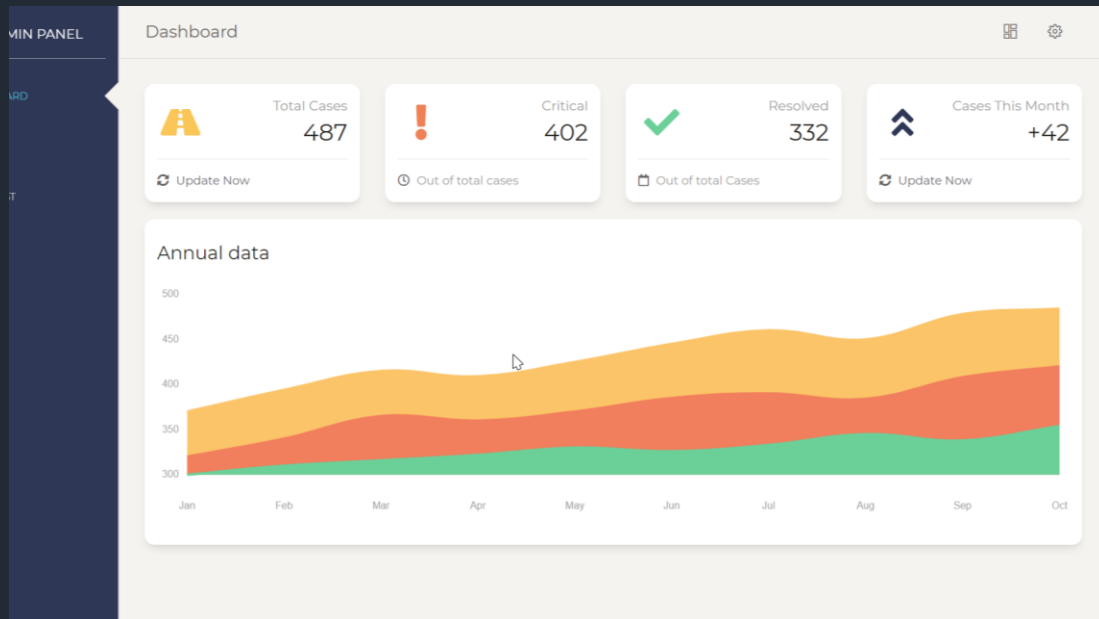 MIN PANEL
Dashboard
ARD
ST
Total Cases
487
Update Now
Critical
402
Out of total cases
Resolved
332
Out of total Cases
Cases This Month
+42
Update Now
Annual data
500
450
400
350
300
Jan Feb Mar Apr May Jun Jul Aug Sep Oct